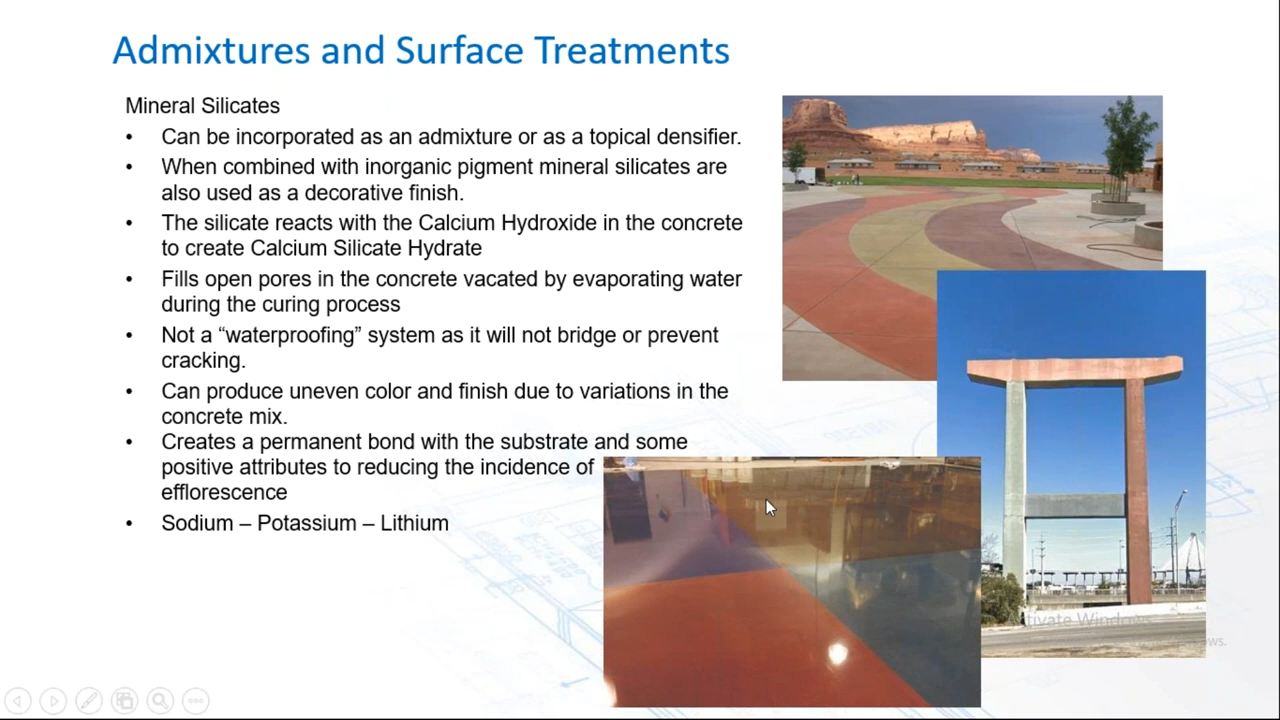 Admixtures and Surface Treatments
Mineral Silicates
• Can be incorporated as an admixture or as a topical densifier.
• When combined with inorganic pigment mineral silicates are
also used as a decorative finish.
• The silicate reacts with the Calcium Hydroxide in the concrete
to create Calcium Silicate Hydrate
• Fills open pores in the concrete vacated by evaporating water
during the curing process
• Not a “waterproofing” system as it will not bridge or prevent
cracking.
• Can produce uneven color and finish due to variations in the
concrete mix.
• Creates a permanent bond with the substrate and some
positive attributes to reducing the incidence of
efflorescence
• Sodium – Potassium – Lithium
Windows